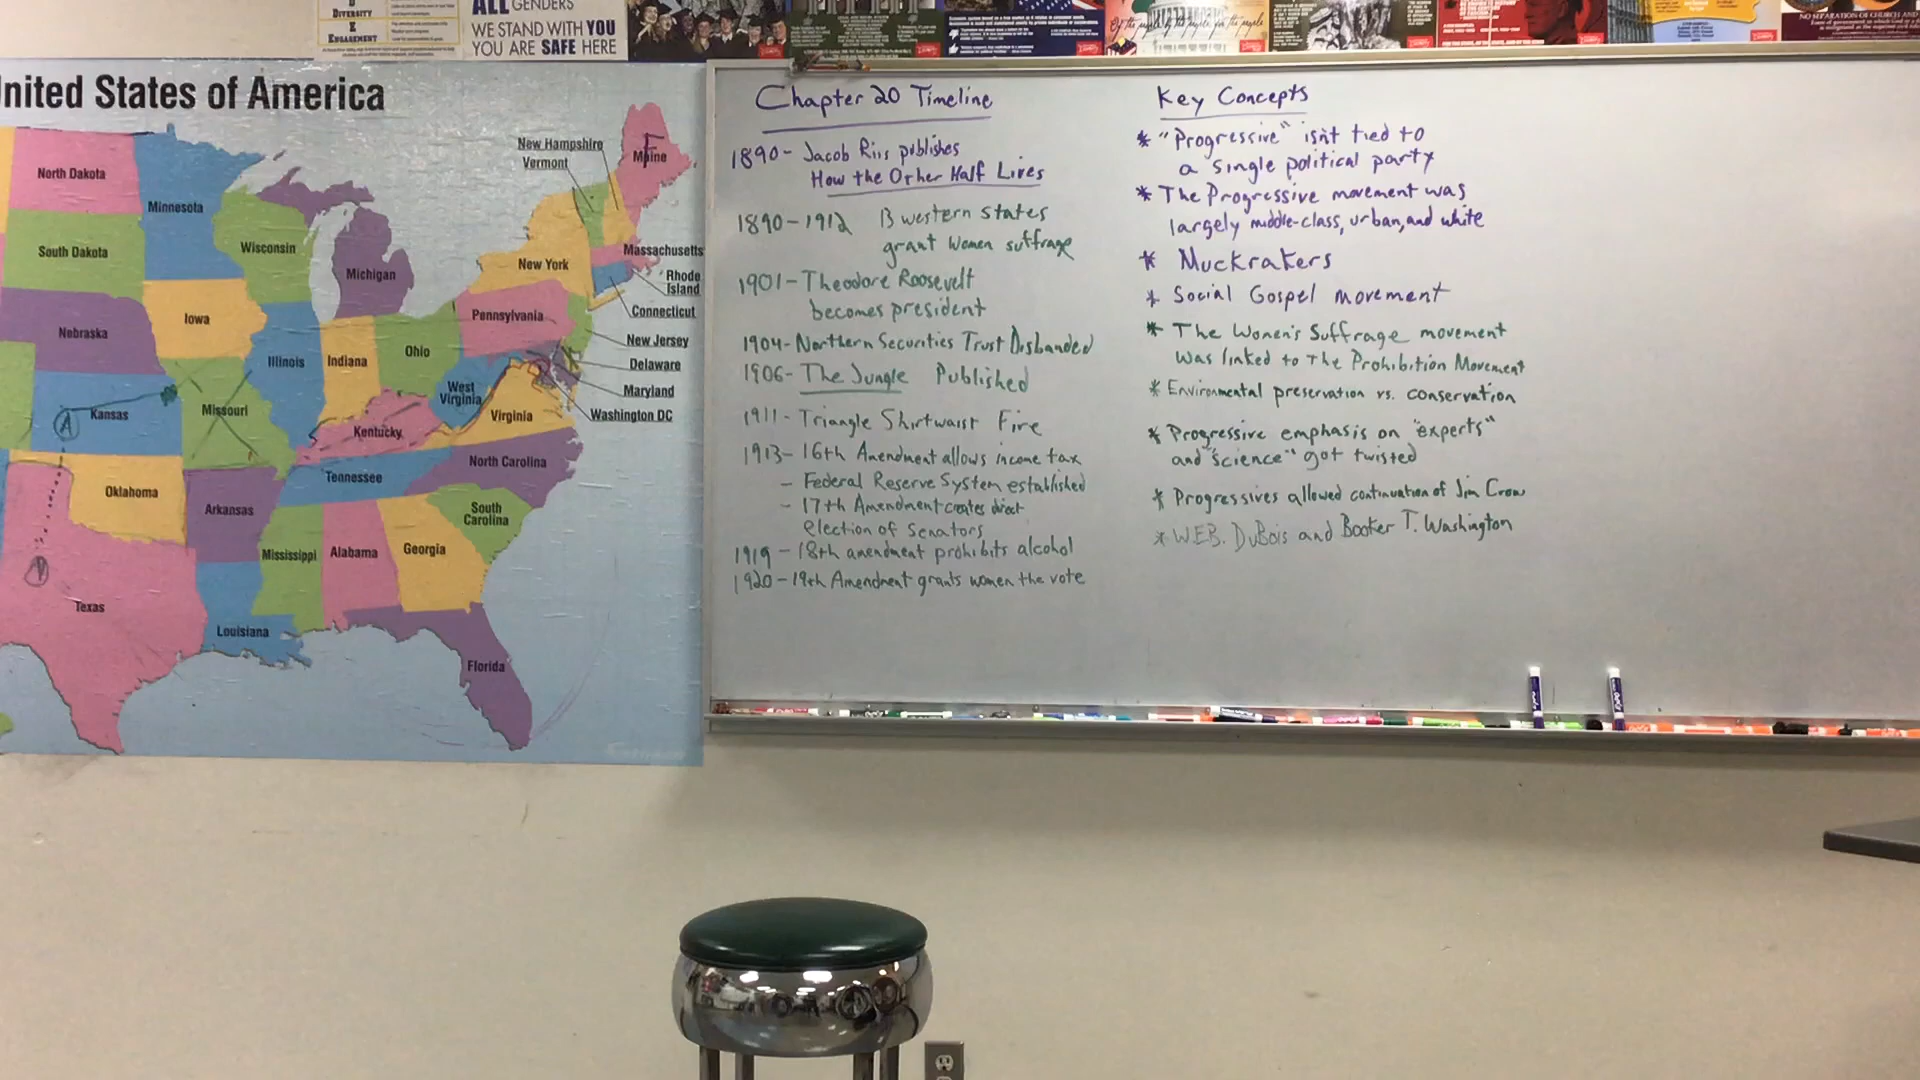 DIVERSITY
E
ENGAGEMENT
ALL GENDERS
WE STAND WITH YOU
YOU ARE SAFE HERE
United States of America
North Dakota
Minnesota
South Dakota
Wisconsin
Michigan
New Hampshire
Vermont
Maine
F
New York
Massachusetts
Rhode
Island
Connecticut
Nebraska
Iowa
Illinois
Indiana
Ohio
Pennsylvania
New Jersey
Delaware
Maryland
Washington DC
West
Virginia
Virginia
A
Kansas
Missouri
Kentucky
Tennessee
North Carolina
Oklahoma
Arkansas
South
Carolina
Mississippi
Alabama
Georgia
Texas
Louisiana
Florida
Chapter 20 Timeline
1890- Jacob Riis publishes
How the Other Half Lives
1890-1912 13 western states
grant women suffrage
1901- Theodore Roosevelt
becomes president
1904- Northern Securities Trust Disbanded
1906- The Jungle Published
1911- Triangle Shirtwaist Fire
1913- 16th Amendment allows income tax
- Federal Reserve System established
- 17th Amendment creates direct
election of Senators
1919 - 18th amendment prohibits alcohol
1920 - 19th Amendment grants women the vote
Key Concepts
* "Progressive" isn't tied to
a single political party
* The Progressive movement was
largely middle-class, urban, and white
* Muckrakers
* Social Gospel movement
* The Women's Suffrage movement
was linked to the Prohibition Movement
* Environmental preservation vs. conservation
* Progressive emphasis on "experts"
and "science" got twisted
* Progressives allowed continuation of Jim Crow
* W.E.B. DuBois and Booker T. Washington